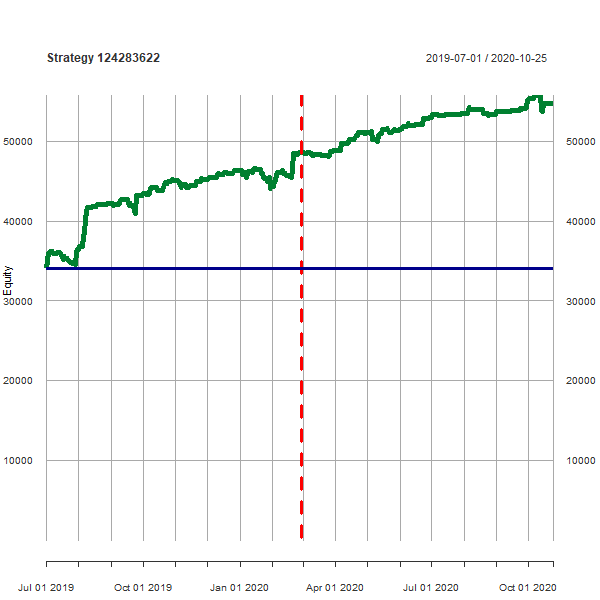 Strategy 124283622
2019-07-01 / 2020-10-25
50000
50000
40000
40000
Equity
30000
30000
20000
20000
10000
10000
Jul 01 2019
Oct 01 2019
Jan 01 2020
Apr 01 2020
Jul 01 2020
Oct 01 2020